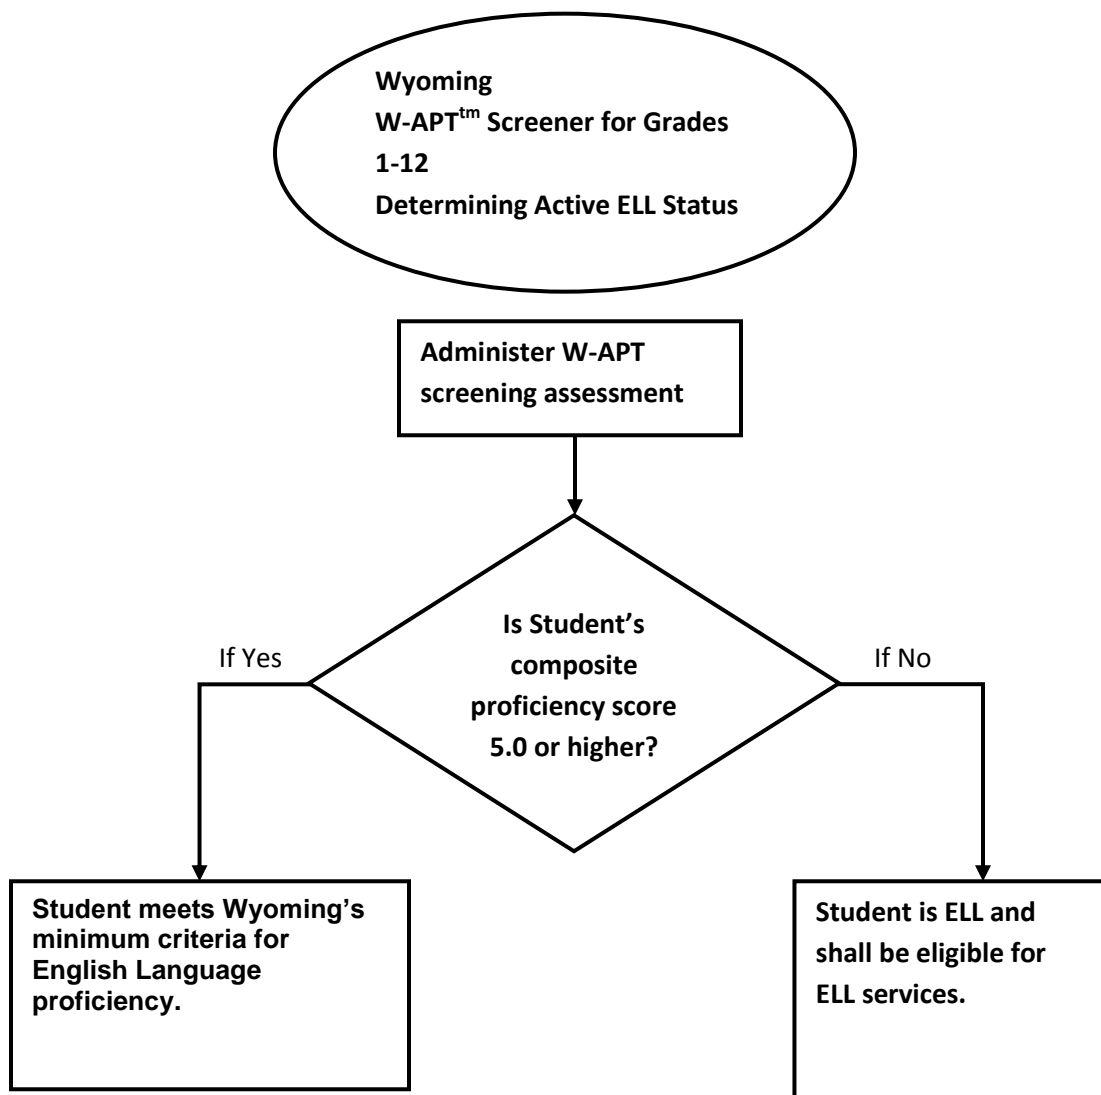 Wyoming
W-APTtm Screener for Grades
1-12
Determining Active ELL Status
Administer W-APT
screening assessment
Is Student’s
composite
proficiency score
5.0 or higher?
If Yes
If No
Student meets Wyoming’s
minimum criteria for
English Language
proficiency.
Student is ELL and
shall be eligible for
ELL services.